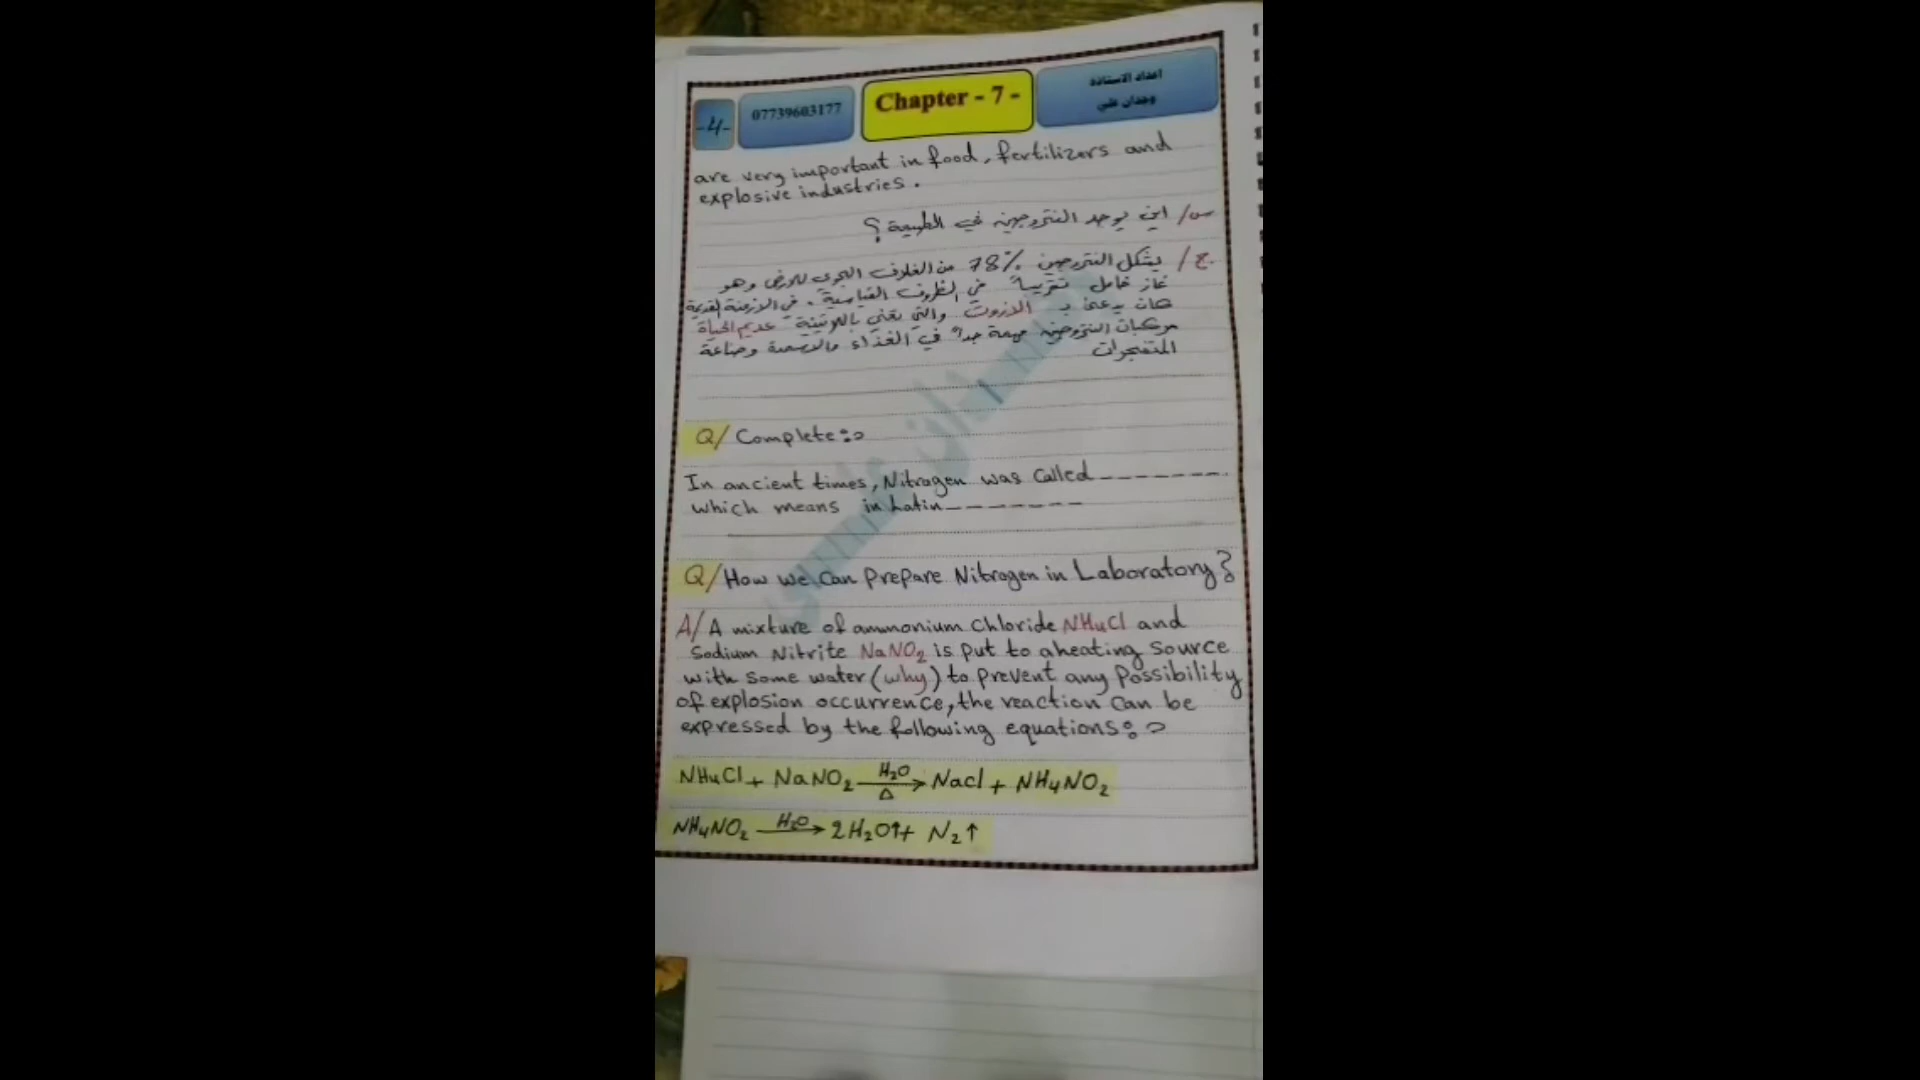 -4-
07739603177
Chapter - 7 -
اعداد الاستاذة
وجدان علي
are very important in food, fertilizers and
explosive industries.
س/ اين يوجد النتروجين في الطبيعة؟
ج/ يشكل النتروجين 78% من الغلاف الجوي للارض وهو
غاز خامل تقريباً في الظروف القياسية. في الازمنة القديمة
كان يدعى بـ الازوت والتي تعني باللاتينية عديم الحياة
مركبات النتروجين مهمة جداً في الغذاء والاسمدة وصناعة
المتفجرات
Q/ Complete:⊃
In ancient times, Nitragen was called --------.
which means in Latin --------
Q/ How we can prepare Nitrogen in Laboratory?
A/ A mixture of ammonium chloride NH4Cl and
Sodium Nitrite NaNO2 is put to a heating source
with some water (why) to prevent any possibility
of explosion occurrence, the reaction can be
expressed by the following equations:⊃
NH4Cl + NaNO2 —H2O/Δ→ Nacl + NH4NO2
NH4NO2 —H2O→ 2H2O↑ + N2↑